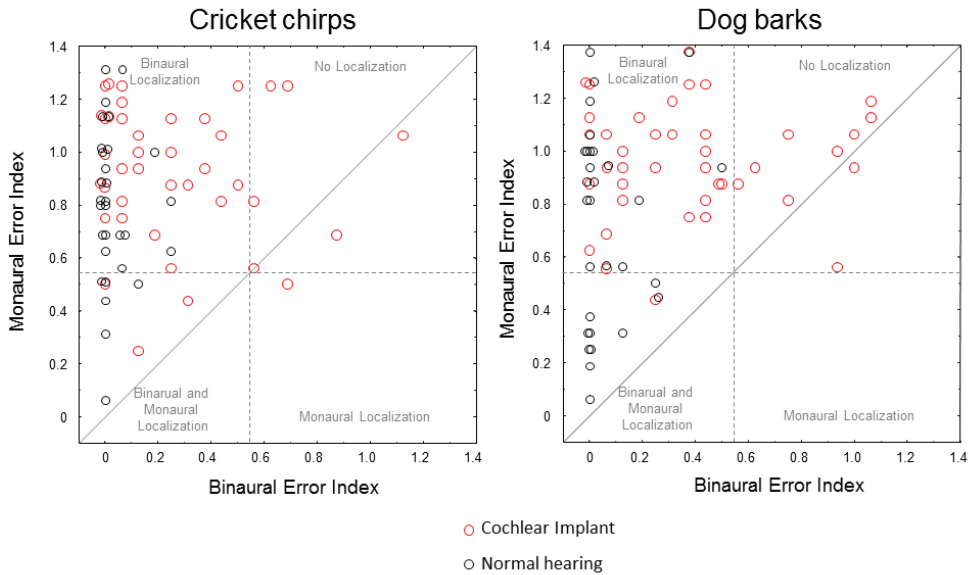 Cricket chirps
Monaural Error Index
1.4
1.2
1.0
0.8
0.6
0.4
0.2
0
Binaural
Localization
No Localization
Binarual and
Monaural
Localization
Monaural Localization
0
0.2
0.4
0.6
0.8
1.0
1.2
1.4
Binaural Error Index
Dog barks
Monaural Error Index
1.4
1.2
1.0
0.8
0.6
0.4
0.2
0
Binaural
Localization
No Localization
Binarual and
Monaural
Localization
Monaural Localization
0
0.2
0.4
0.6
0.8
1.0
1.2
1.4
Binaural Error Index
Cochlear Implant
Normal hearing